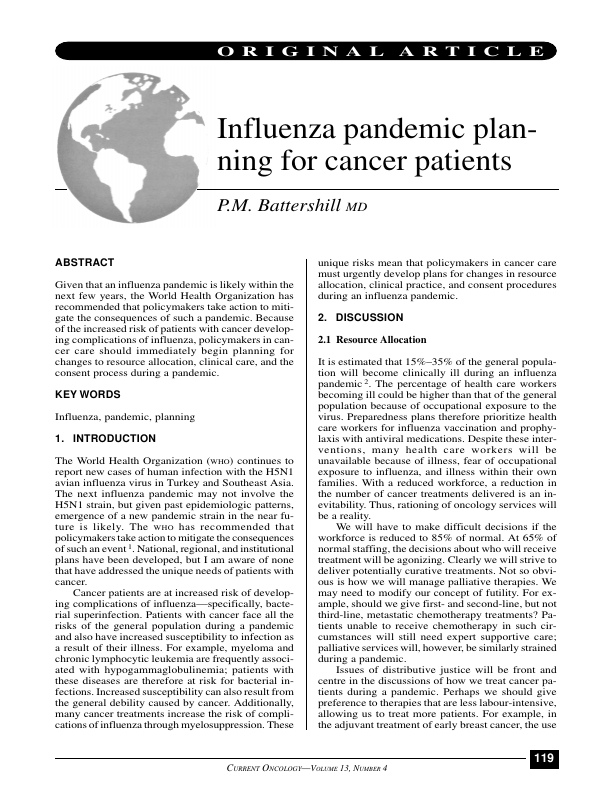 ORIGINAL ARTICLE
Influenza pandemic plan-
ning for cancer patients
P.M. Battershill MD
ABSTRACT
Given that an influenza pandemic is likely within the
next few years, the World Health Organization has
recommended that policymakers take action to miti-
gate the consequences of such a pandemic. Because
of the increased risk of patients with cancer develop-
ing complications of influenza, policymakers in can-
cer care should immediately begin planning for
changes to resource allocation, clinical care, and the
consent process during a pandemic.
KEY WORDS
Influenza, pandemic, planning
1. INTRODUCTION
The World Health Organization (WHO) continues to
report new cases of human infection with the H5N1
avian influenza virus in Turkey and Southeast Asia.
The next influenza pandemic may not involve the
H5N1 strain, but given past epidemiologic patterns,
emergence of a new pandemic strain in the near fu-
ture is likely. The WHO has recommended that
policymakers take action to mitigate the consequences
of such an event 1. National, regional, and institutional
plans have been developed, but I am aware of none
that have addressed the unique needs of patients with
cancer.
Cancer patients are at increased risk of develop-
ing complications of influenza—specifically, bacte-
rial superinfection. Patients with cancer face all the
risks of the general population during a pandemic
and also have increased susceptibility to infection as
a result of their illness. For example, myeloma and
chronic lymphocytic leukemia are frequently associ-
ated with hypogammaglobulinemia; patients with
these diseases are therefore at risk for bacterial in-
fections. Increased susceptibility can also result from
the general debility caused by cancer. Additionally,
many cancer treatments increase the risk of compli-
cations of influenza through myelosuppression. These
unique risks mean that policymakers in cancer care
must urgently develop plans for changes in resource
allocation, clinical practice, and consent procedures
during an influenza pandemic.
2. DISCUSSION
2.1 Resource Allocation
It is estimated that 15%–35% of the general popula-
tion will become clinically ill during an influenza
pandemic 2. The percentage of health care workers
becoming ill could be higher than that of the general
population because of occupational exposure to the
virus. Preparedness plans therefore prioritize health
care workers for influenza vaccination and prophy-
laxis with antiviral medications. Despite these inter-
ventions, many health care workers will be
unavailable because of illness, fear of occupational
exposure to influenza, and illness within their own
families. With a reduced workforce, a reduction in
the number of cancer treatments delivered is an in-
evitability. Thus, rationing of oncology services will
be a reality.
We will have to make difficult decisions if the
workforce is reduced to 85% of normal. At 65% of
normal staffing, the decisions about who will receive
treatment will be agonizing. Clearly we will strive to
deliver potentially curative treatments. Not so obvi-
ous is how we will manage palliative therapies. We
may need to modify our concept of futility. For ex-
ample, should we give first- and second-line, but not
third-line, metastatic chemotherapy treatments? Pa-
tients unable to receive chemotherapy in such cir-
cumstances will still need expert supportive care;
palliative services will, however, be similarly strained
during a pandemic.
Issues of distributive justice will be front and
centre in the discussions of how we treat cancer pa-
tients during a pandemic. Perhaps we should give
preference to therapies that are less labour-intensive,
allowing us to treat more patients. For example, in
the adjuvant treatment of early breast cancer, the use
119
CURRENT ONCOLOGY—VOLUME 13, NUMBER 4